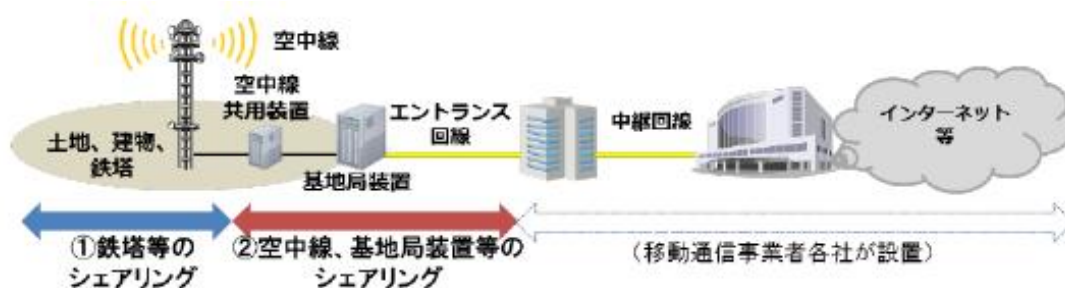 空中線
空中線
共用装置
土地、建物、
鉄塔
基地局装置
エントランス
回線
中継回線
インターネット
等
①鉄塔等の
シェアリング
②空中線、基地局装置等の
シェアリング
（移動通信事業者各社が設置）